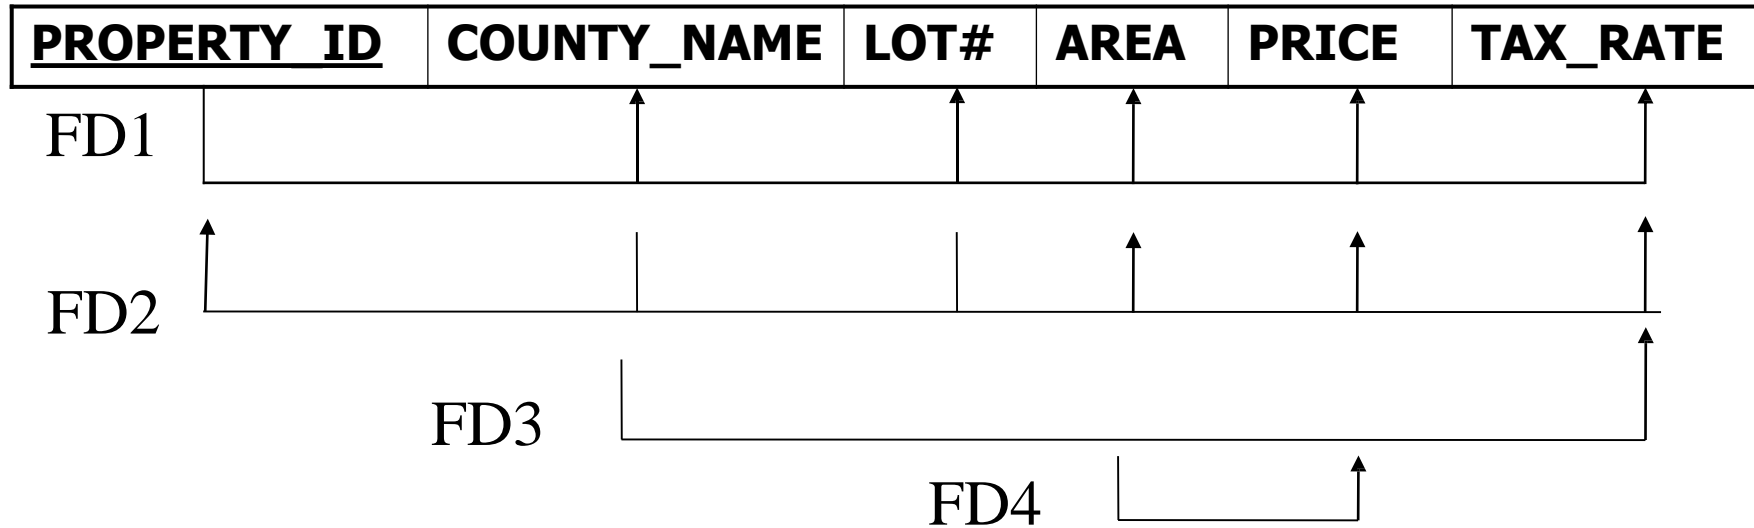 PROPERTY_ID COUNTY_NAME LOT# AREA PRICE TAX_RATE
FD1
FD2
FD3
FD4